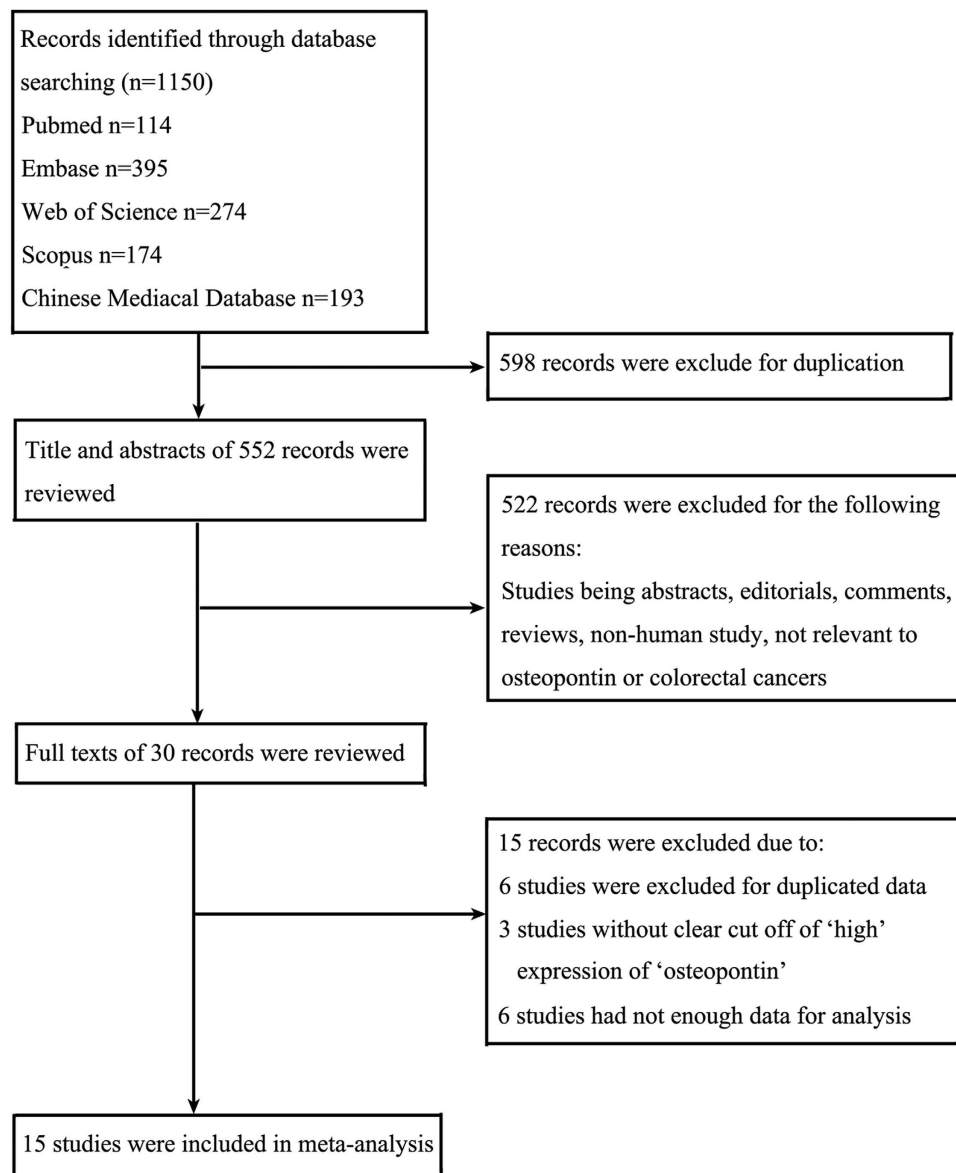 Records identified through database
searching (n=1150)
Pubmed n=114
Embase n=395
Web of Science n=274
Scopus n=174
Chinese Mediacal Database n=193
598 records were exclude for duplication
Title and abstracts of 552 records were
reviewed
522 records were excluded for the following
reasons:
Studies being abstracts, editorials, comments,
reviews, non-human study, not relevant to
osteopontin or colorectal cancers
Full texts of 30 records were reviewed
15 records were excluded due to:
6 studies were excluded for duplicated data
3 studies without clear cut off of ‘high’
expression of ‘osteopontin’
6 studies had not enough data for analysis
15 studies were included in meta-analysis